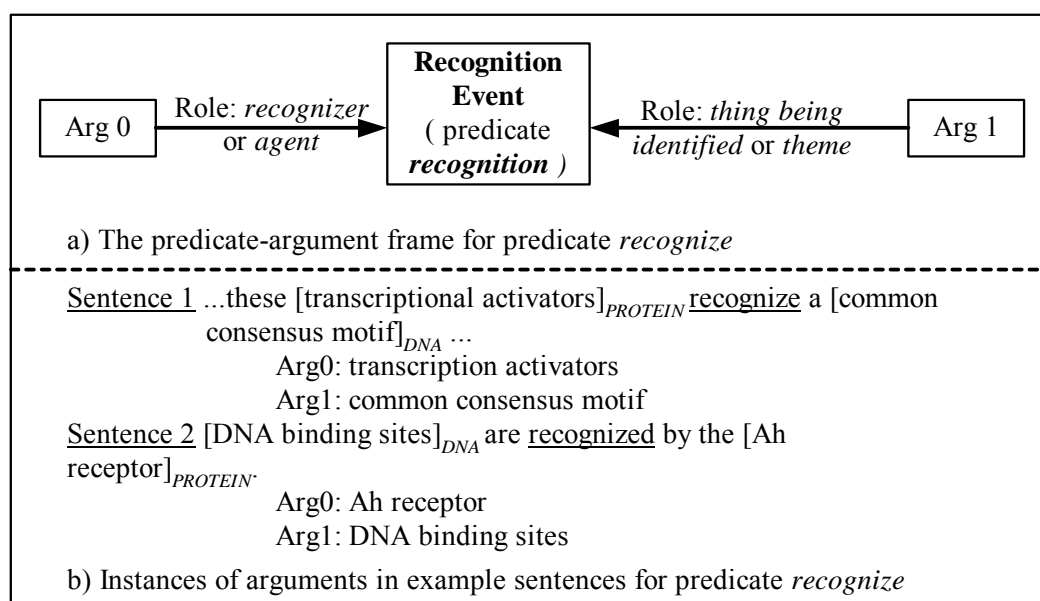 Recognition
Event
( predicate
recognition )
Arg 0
Role: recognizer
or agent
Role: thing being
identified or theme
Arg 1
a) The predicate-argument frame for predicate recognize
Sentence 1 ...these [transcriptional activators]PROTEIN recognize a [common
consensus motif]DNA ...
Arg0: transcription activators
Arg1: common consensus motif
Sentence 2 [DNA binding sites]DNA are recognized by the [Ah
receptor]PROTEIN.
Arg0: Ah receptor
Arg1: DNA binding sites
b) Instances of arguments in example sentences for predicate recognize